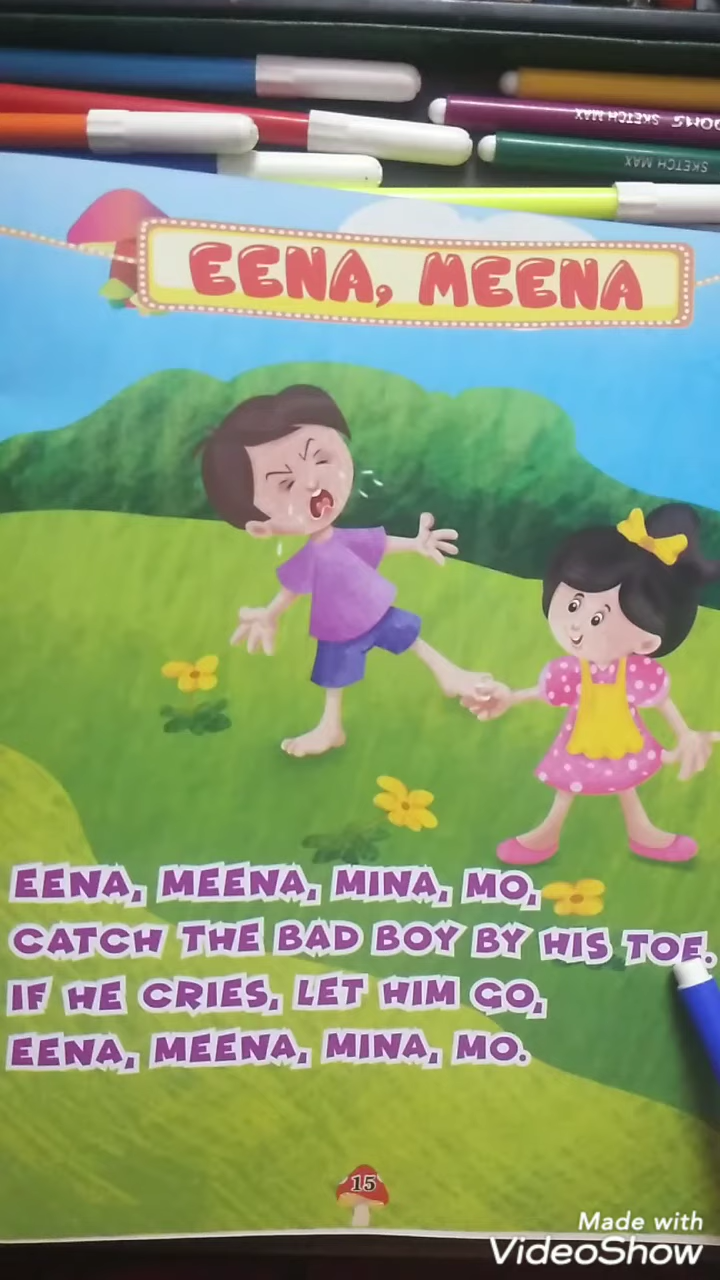 OOMS SKETCH MAX
SKETCH MAX
EENA, MEENA
EENA, MEENA, MINA, MO,
CATCH THE BAD BOY BY HIS TOE.
IF HE CRIES, LET HIM GO,
EENA, MEENA, MINA, MO.
15
Made with
VideoShow